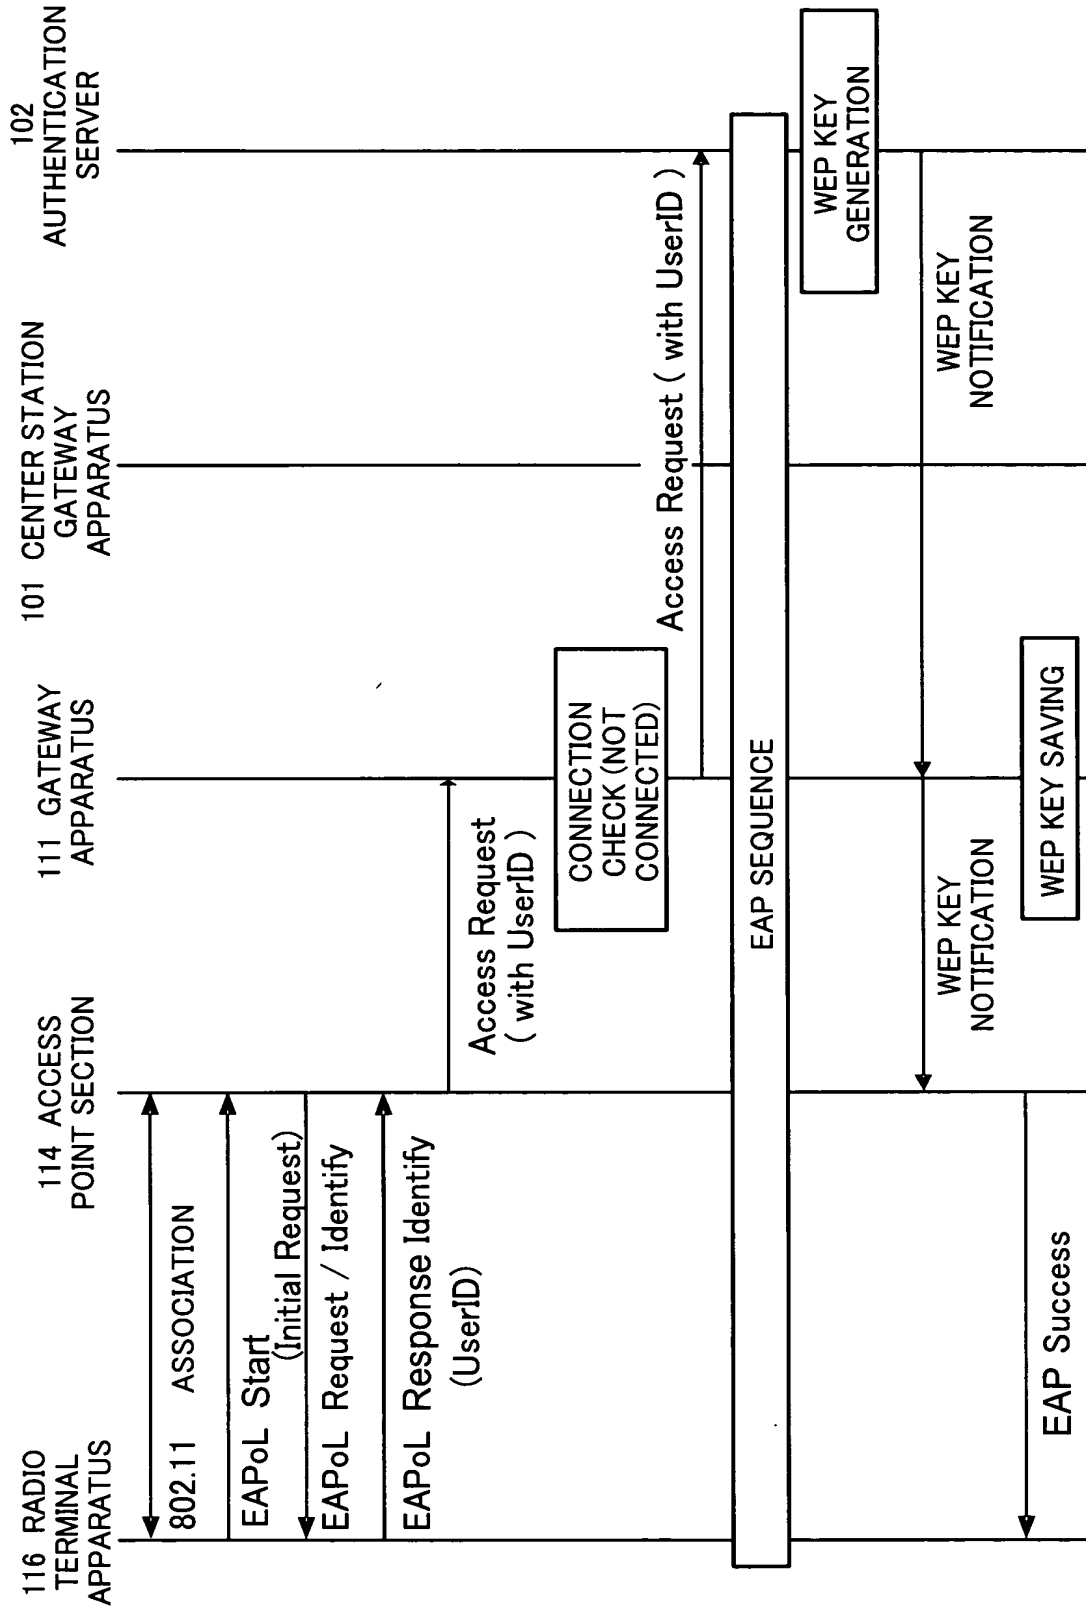 116 RADIO
TERMINAL
APPARATUS
114 ACCESS
POINT SECTION
111 GATEWAY
APPARATUS
101 CENTER STATION
GATEWAY
APPARATUS
102
AUTHENTICATION
SERVER
802.11 ASSOCIATION
EAPoL Start
(Initial Request)
EAPoL Request / Identify
EAPoL Response Identify
(UserID)
Access Request
( with UserID )
CONNECTION
CHECK (NOT
CONNECTED)
Access Request ( with UserID )
EAP SEQUENCE
WEP KEY
GENERATION
WEP KEY
NOTIFICATION
WEP KEY
NOTIFICATION
WEP KEY SAVING
EAP Success